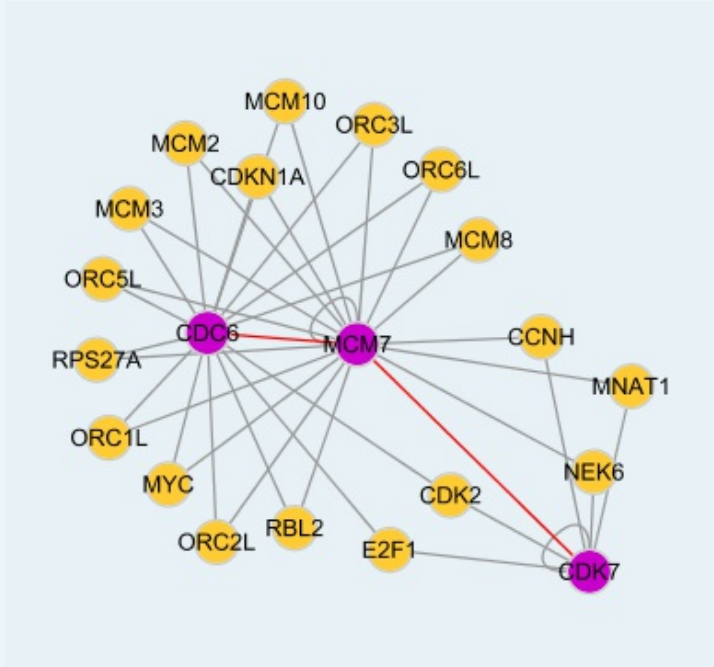 MCM10
ORC3L
MCM2
CDKN1A
ORC6L
MCM3
MCM8
ORC5L
CDC6
MCM7
CCNH
RPS27A
MNAT1
ORC1L
NEK6
MYC
CDK2
ORC2L
RBL2
E2F1
CDK7